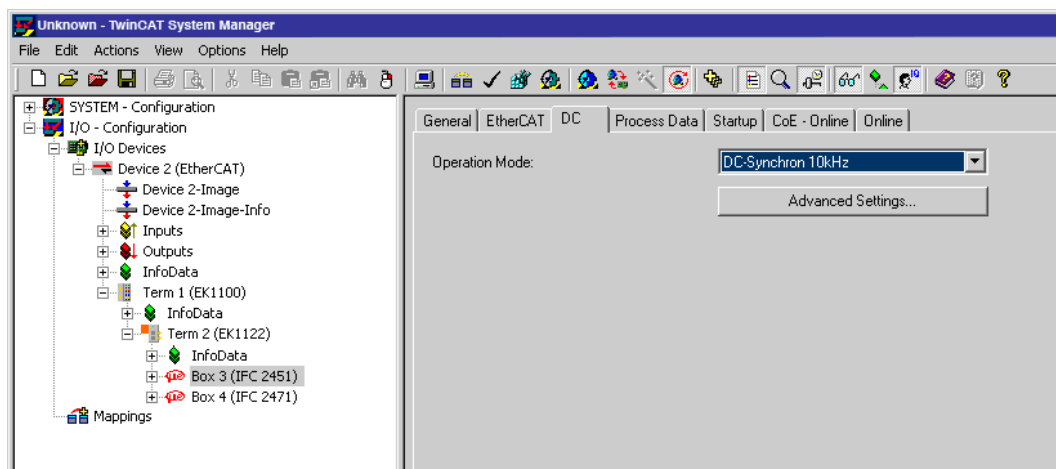 Unknown - TwinCAT System Manager
File Edit Actions View Options Help
SYSTEM - Configuration
I/O - Configuration
I/O Devices
Device 2 (EtherCAT)
Device 2-Image
Device 2-Image-Info
Inputs
Outputs
InfoData
Term 1 (EK1100)
InfoData
Term 2 (EK1122)
InfoData
Box 3 (IFC 2451)
Box 4 (IFC 2471)
Mappings
General EtherCAT DC Process Data Startup CoE - Online Online
Operation Mode: DC-Synchron 10kHz
Advanced Settings...